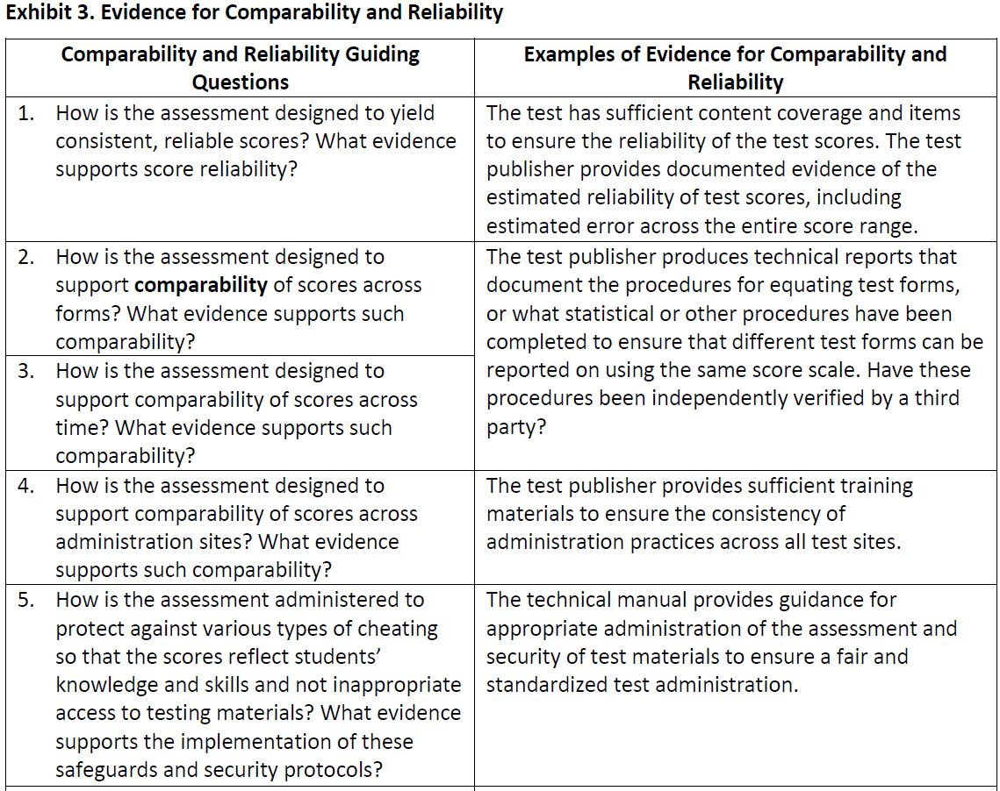 Exhibit 3. Evidence for Comparability and Reliability
Comparability and Reliability Guiding
Questions
Examples of Evidence for Comparability and
Reliability
1. How is the assessment designed to yield
consistent, reliable scores? What evidence
supports score reliability?
The test has sufficient content coverage and items
to ensure the reliability of the test scores. The test
publisher provides documented evidence of the
estimated reliability of test scores, including
estimated error across the entire score range.
2. How is the assessment designed to
support comparability of scores across
forms? What evidence supports such
comparability?
The test publisher produces technical reports that
document the procedures for equating test forms,
or what statistical or other procedures have been
completed to ensure that different test forms can be
reported on using the same score scale. Have these
procedures been independently verified by a third
party?
3. How is the assessment designed to
support comparability of scores across
time? What evidence supports such
comparability?
4. How is the assessment designed to
support comparability of scores across
administration sites? What evidence
supports such comparability?
The test publisher provides sufficient training
materials to ensure the consistency of
administration practices across all test sites.
5. How is the assessment administered to
protect against various types of cheating
so that the scores reflect students’
knowledge and skills and not inappropriate
access to testing materials? What evidence
supports the implementation of these
safeguards and security protocols?
The technical manual provides guidance for
appropriate administration of the assessment and
security of test materials to ensure a fair and
standardized test administration.